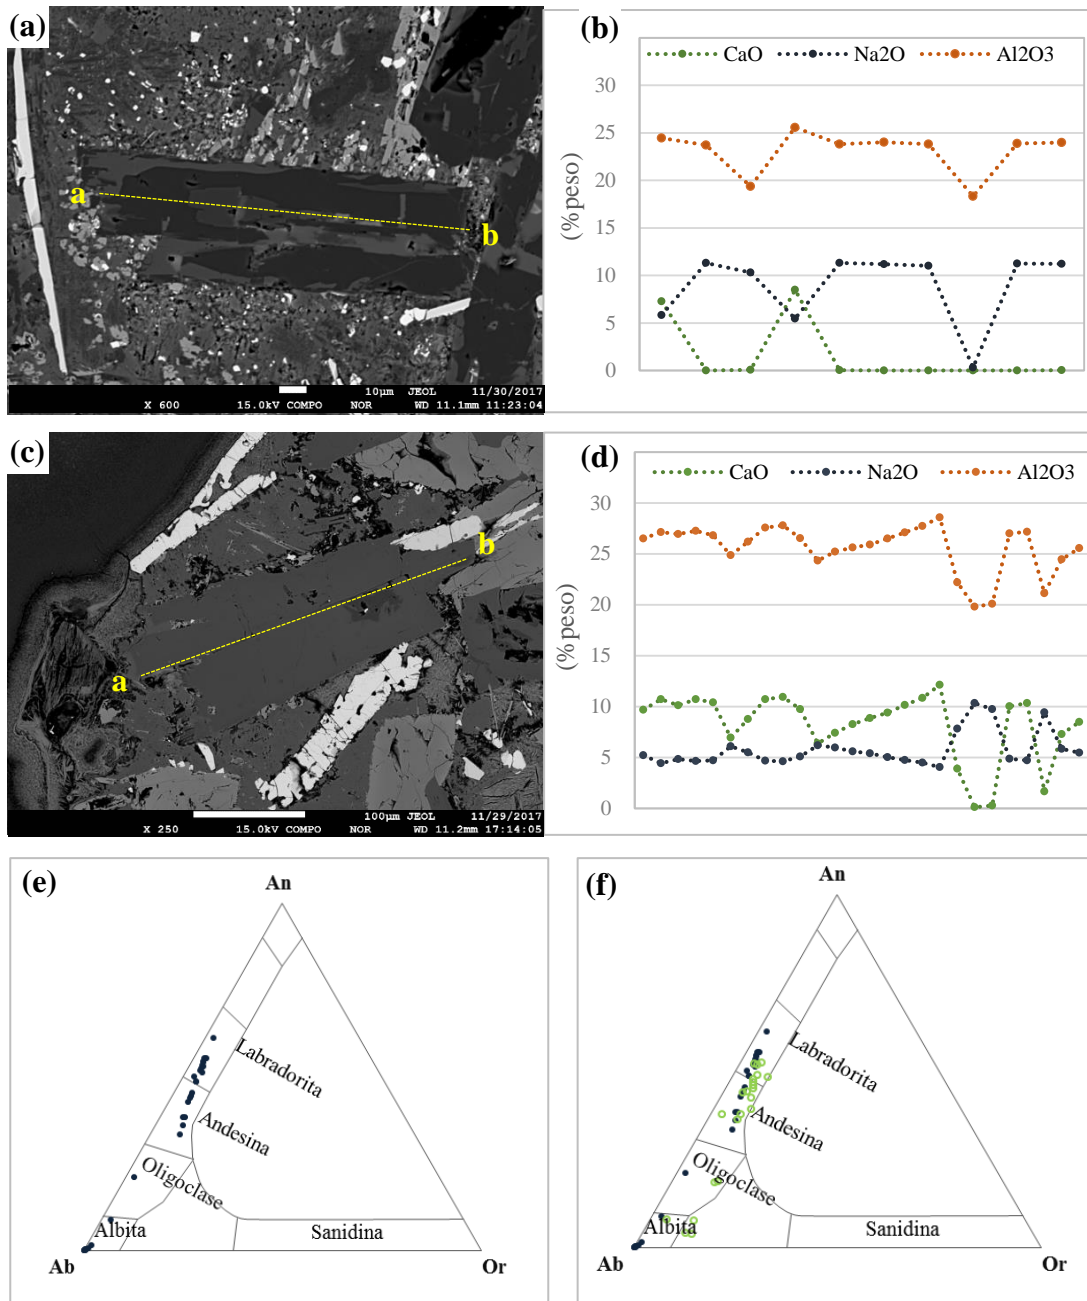 (a)
a
b
10μm JEOL 11/30/2017
X 600 15.0kV COMPO NOR WD 11.1mm 11:23:04
(b)
CaO Na2O Al2O3
(%peso)
35
30
25
20
15
10
5
0
(c)
a
b
100μm JEOL 11/29/2017
X 250 15.0kV COMPO NOR WD 11.2mm 17:14:05
(d)
CaO Na2O Al2O3
(%peso)
35
30
25
20
15
10
5
0
(e)
An
Labradorita
Andesina
Oligoclase
Albita
Sanidina
Ab
Or
(f)
An
Labradorita
Andesina
Oligoclase
Albita
Sanidina
Ab
Or